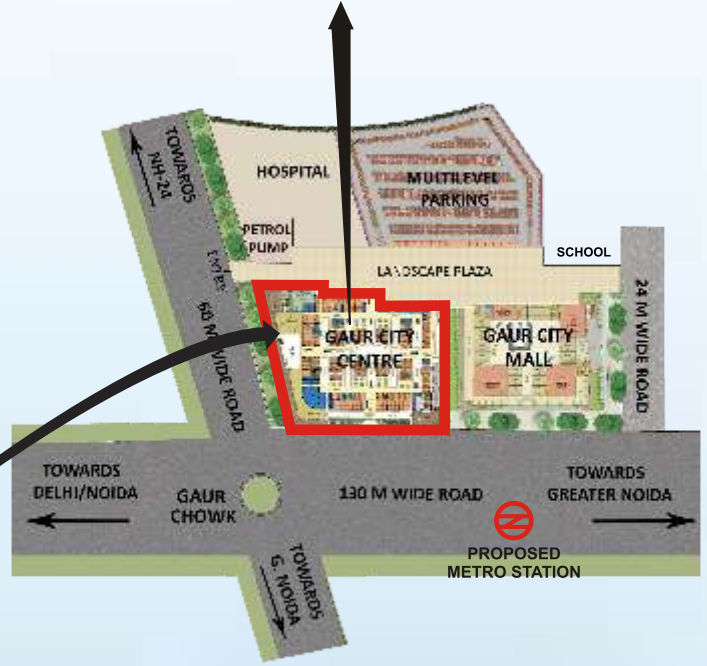 TOWARDS
NH-24
HOSPITAL
MULTILEVEL
PARKING
PETROL
PUMP
ENTRY
LANDSCAPE PLAZA
SCHOOL
60 M WIDE ROAD
GAUR CITY
CENTRE
GAUR CITY
MALL
24 M WIDE ROAD
TOWARDS
DELHI/NOIDA
GAUR
CHOWK
130 M WIDE ROAD
TOWARDS
GREATER NOIDA
PROPOSED
METRO STATION
TOWARDS
G. NOIDA